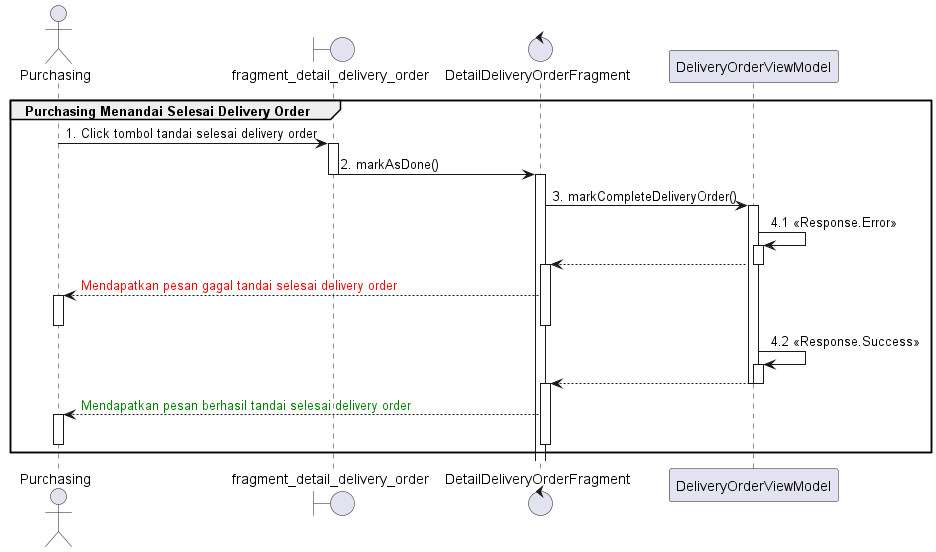 Purchasing
fragment_detail_delivery_order
DetailDeliveryOrderFragment
DeliveryOrderViewModel
Purchasing Menandai Selesai Delivery Order
1. Click tombol tandai selesai delivery order
2. markAsDone()
3. markCompleteDeliveryOrder()
4.1 «Response.Error»
Mendapatkan pesan gagal tandai selesai delivery order
4.2 «Response.Success»
Mendapatkan pesan berhasil tandai selesai delivery order
Purchasing
fragment_detail_delivery_order
DetailDeliveryOrderFragment
DeliveryOrderViewModel